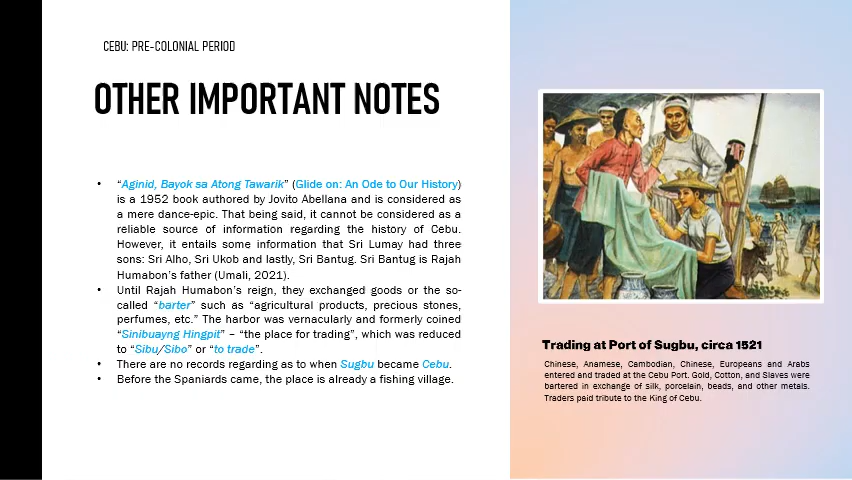 CEBU: PRE-COLONIAL PERIOD
OTHER IMPORTANT NOTES
• “Aginid, Bayok sa Atong Tawarik” (Glide on: An Ode to Our History)
is a 1952 book authored by Jovito Abellana and is considered as
a mere dance-epic. That being said, it cannot be considered as a
reliable source of information regarding the history of Cebu.
However, it entails some information that Sri Lumay had three
sons: Sri Alho, Sri Ukob and lastly, Sri Bantug. Sri Bantug is Rajah
Humabon’s father (Umali, 2021).
• Until Rajah Humabon’s reign, they exchanged goods or the so-
called “barter” such as “agricultural products, precious stones,
perfumes, etc.” The harbor was vernacularly and formerly coined
“Sinibuayng Hingpit” – “the place for trading”, which was reduced
to “Sibu/Sibo” or “to trade”.
• There are no records regarding as to when Sugbu became Cebu.
• Before the Spaniards came, the place is already a fishing village.
Trading at Port of Sugbu, circa 1521
Chinese, Anamese, Cambodian, Chinese, Europeans and Arabs
entered and traded at the Cebu Port. Gold, Cotton, and Slaves were
bartered in exchange of silk, porcelain, beads, and other metals.
Traders paid tribute to the King of Cebu.